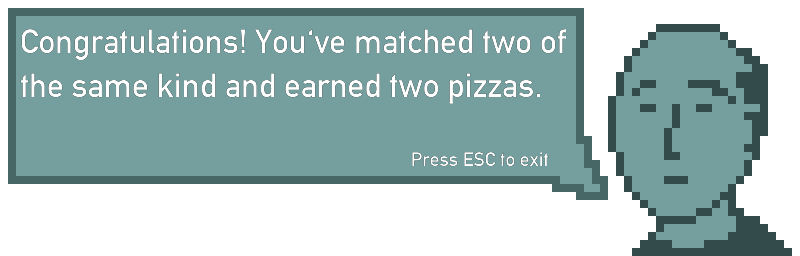 Congratulations! You've matched two of
the same kind and earned two pizzas.
Press ESC to exit